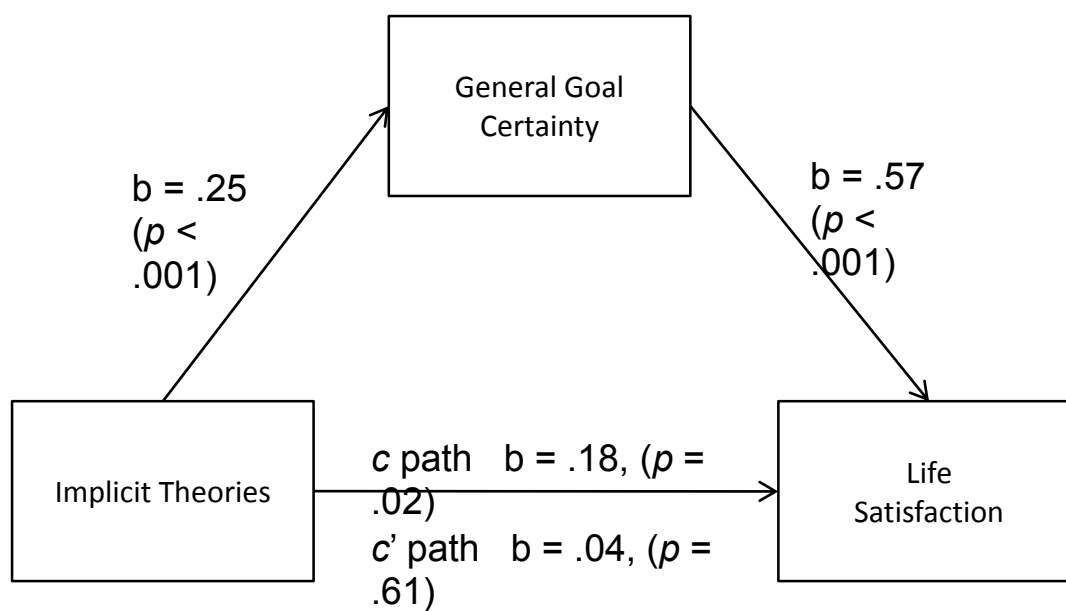 General Goal
Certainty
b = .25
(p <
.001)
b = .57
(p <
.001)
Implicit Theories
c path b = .18, (p =
.02)
c’ path b = .04, (p =
.61)
Life
Satisfaction